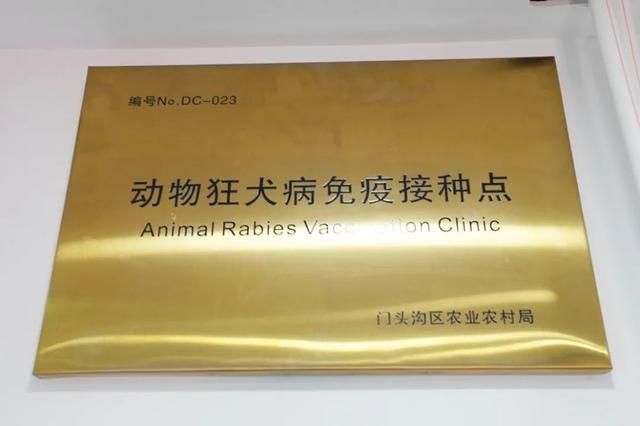 编号No.DC-023
动物狂犬病免疫接种点
Animal Rabies Vaccination Clinic
门头沟区农业农村局